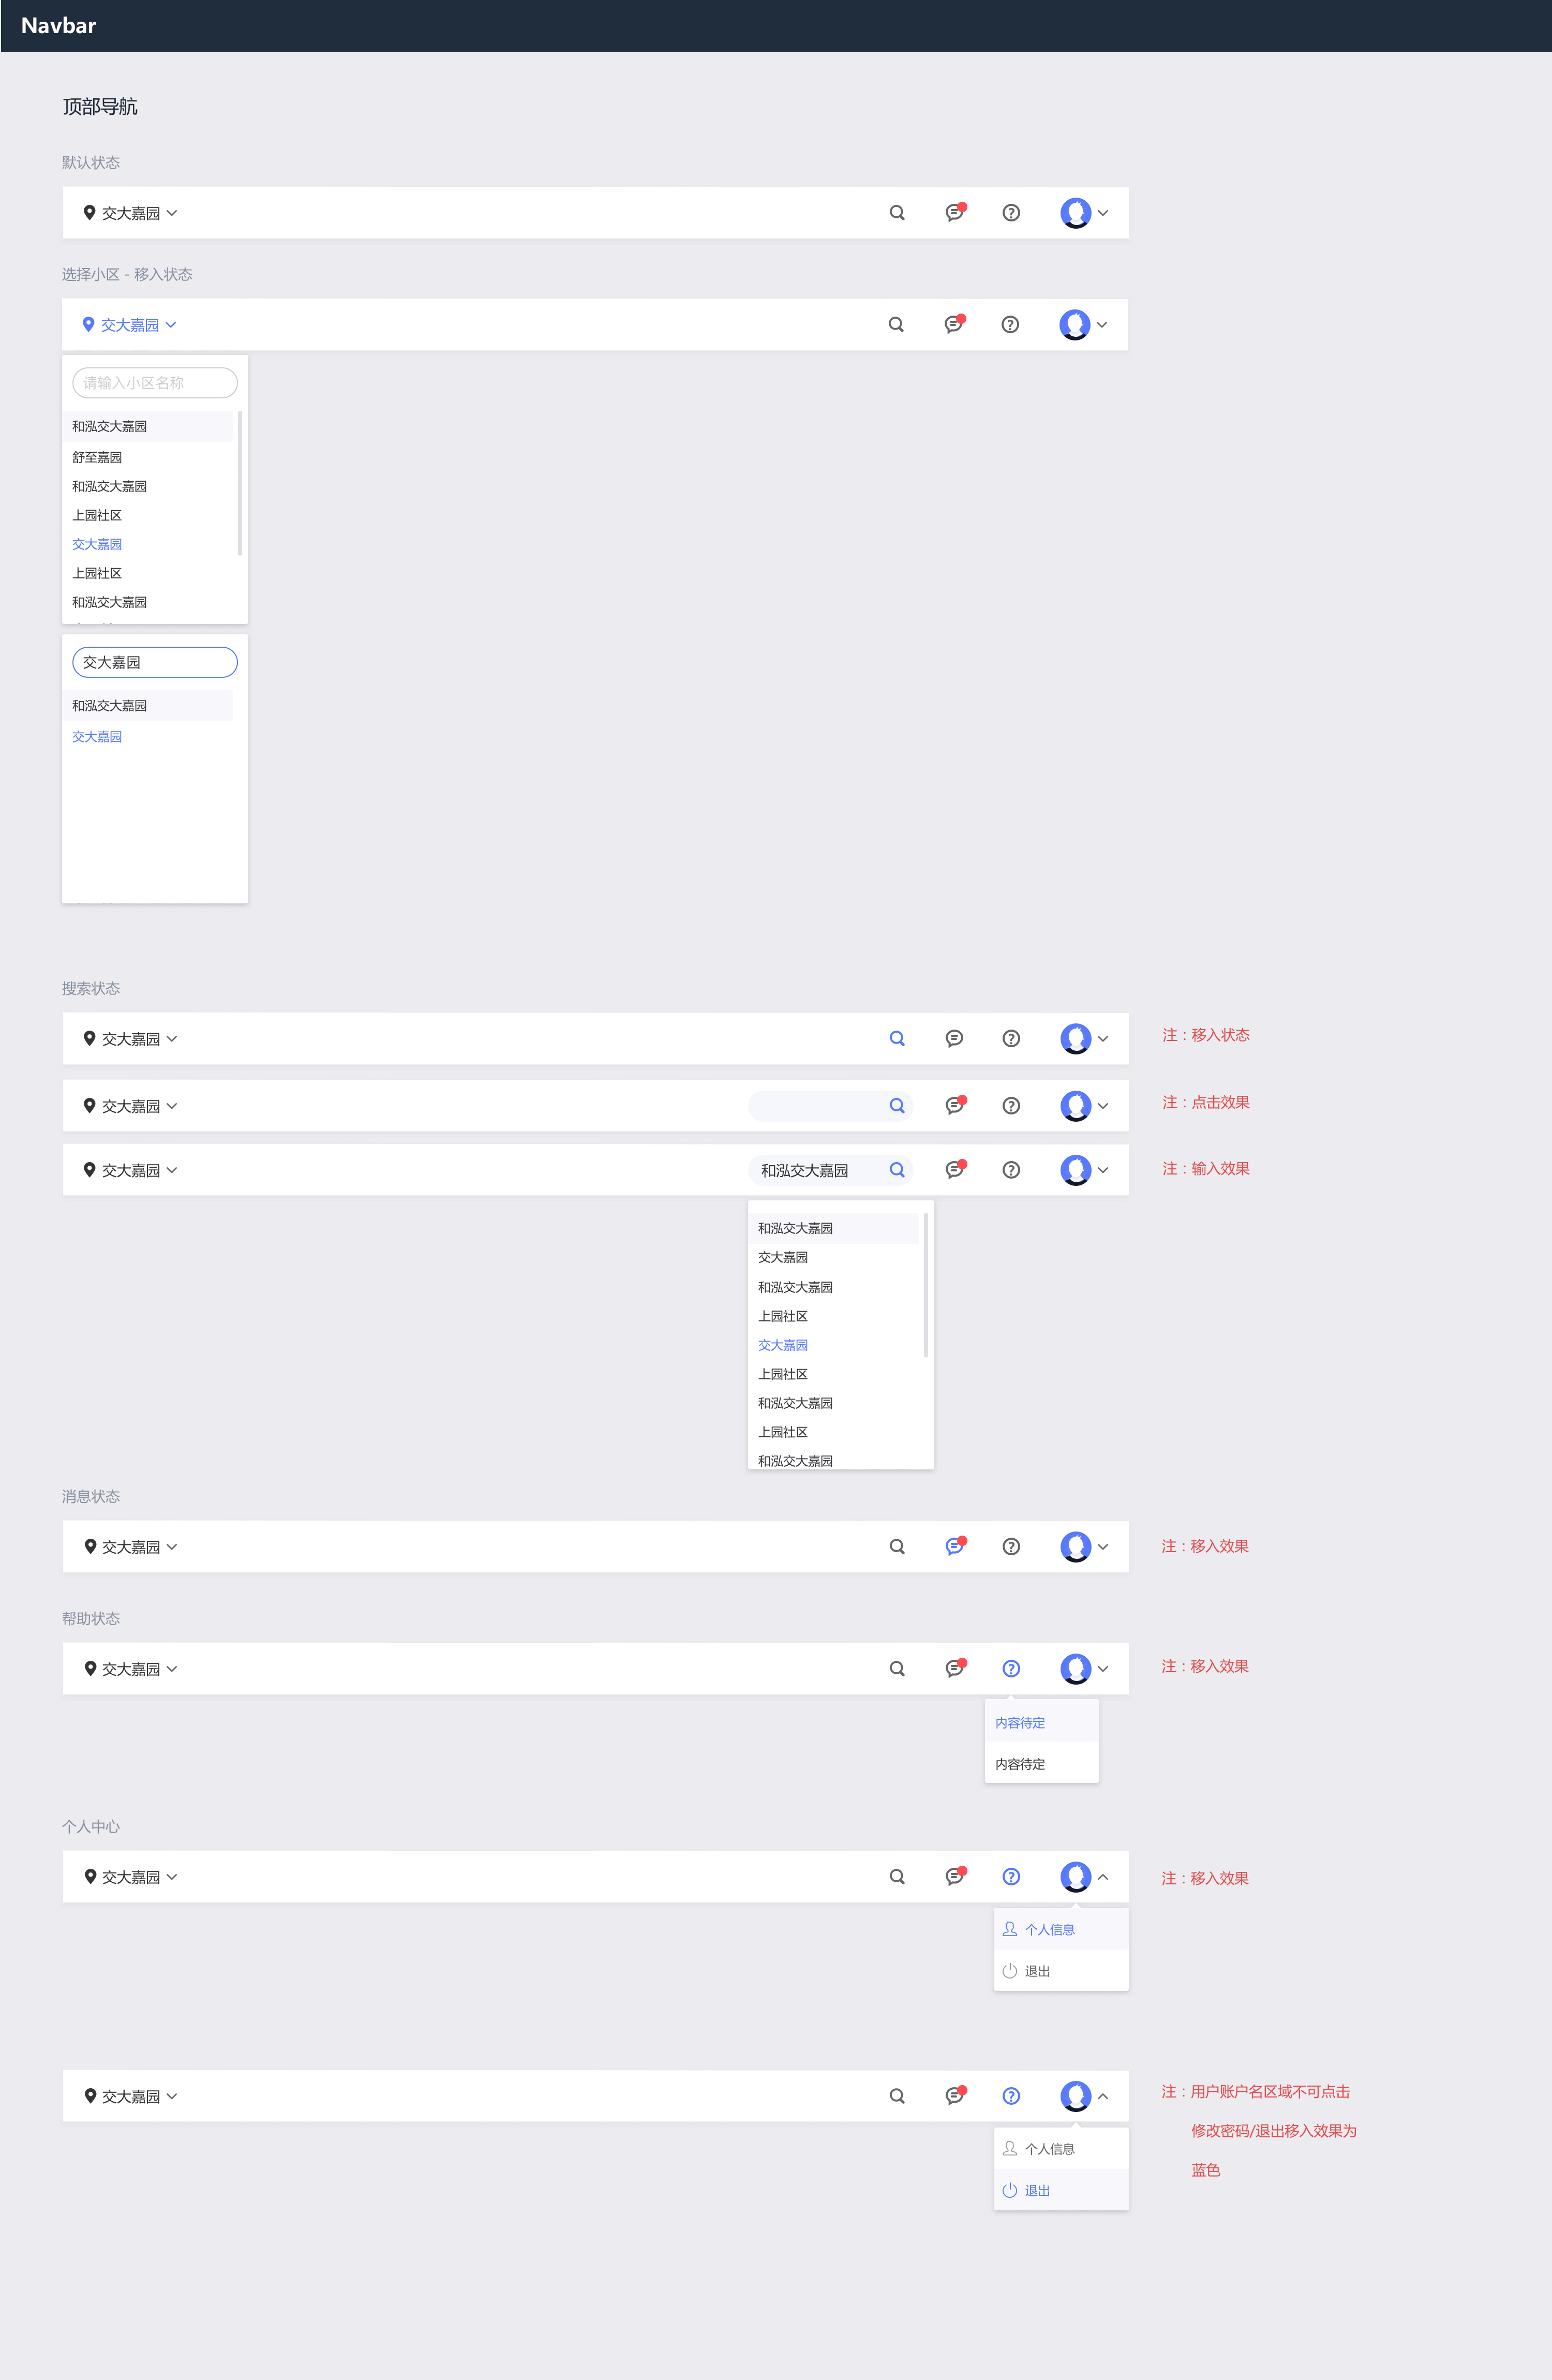 Navbar
顶部导航
默认状态
交大嘉园
选择小区 - 移入状态
交大嘉园
请输入小区名称
和泓交大嘉园
舒至嘉园
和泓交大嘉园
上园社区
交大嘉园
上园社区
和泓交大嘉园
交大嘉园
和泓交大嘉园
交大嘉园
搜索状态
交大嘉园
注：移入状态
交大嘉园
注：点击效果
交大嘉园
和泓交大嘉园
注：输入效果
和泓交大嘉园
交大嘉园
和泓交大嘉园
上园社区
交大嘉园
上园社区
和泓交大嘉园
上园社区
和泓交大嘉园
消息状态
交大嘉园
注：移入效果
帮助状态
交大嘉园
注：移入效果
内容待定
内容待定
个人中心
交大嘉园
注：移入效果
个人信息
退出
交大嘉园
注：用户账户名区域不可点击
修改密码/退出移入效果为
蓝色
个人信息
退出